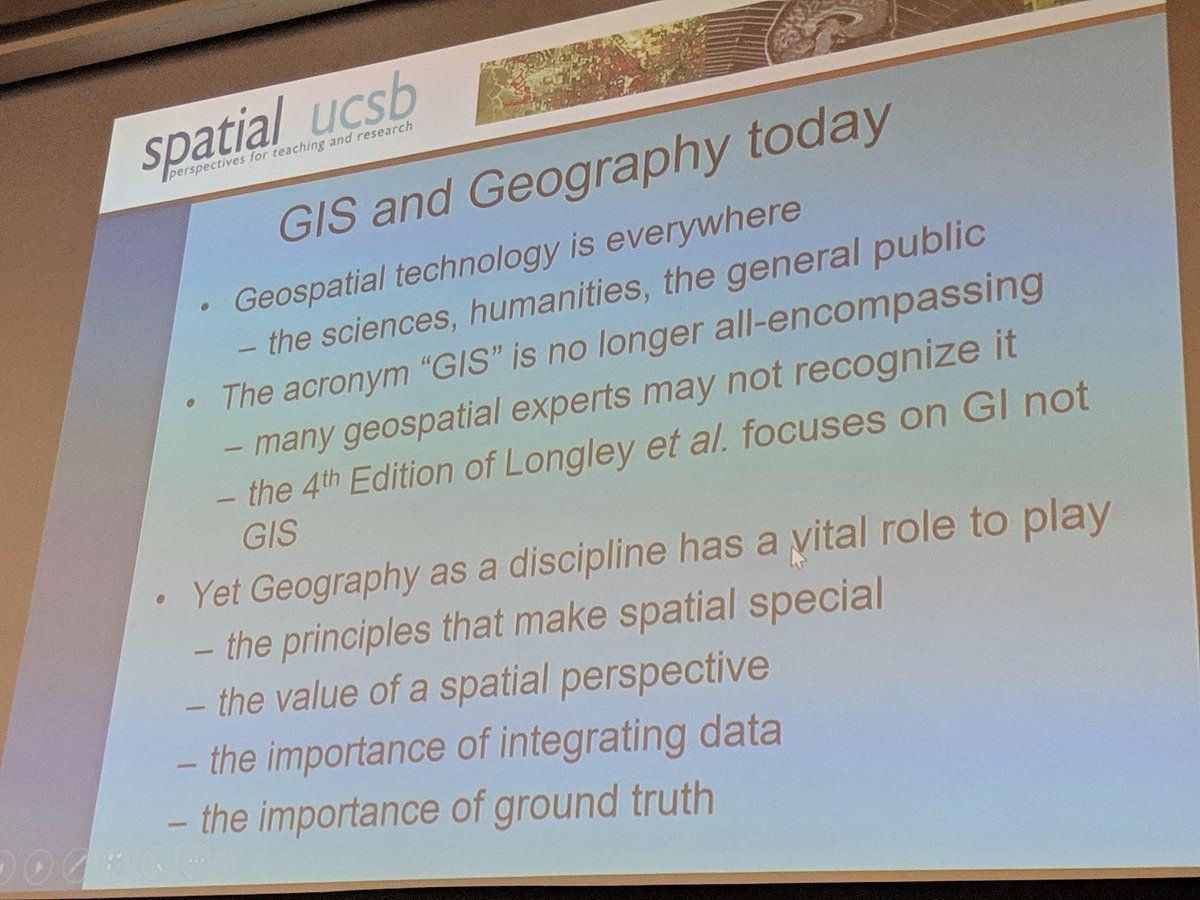 spatial ucsb
perspectives for teaching and research
GIS and Geography today
• Geospatial technology is everywhere
– the sciences, humanities, the general public
• The acronym “GIS” is no longer all-encompassing
– many geospatial experts may not recognize it
– the 4th Edition of Longley et al. focuses on GI not
GIS
• Yet Geography as a discipline has a vital role to play
– the principles that make spatial special
– the value of a spatial perspective
– the importance of integrating data
– the importance of ground truth